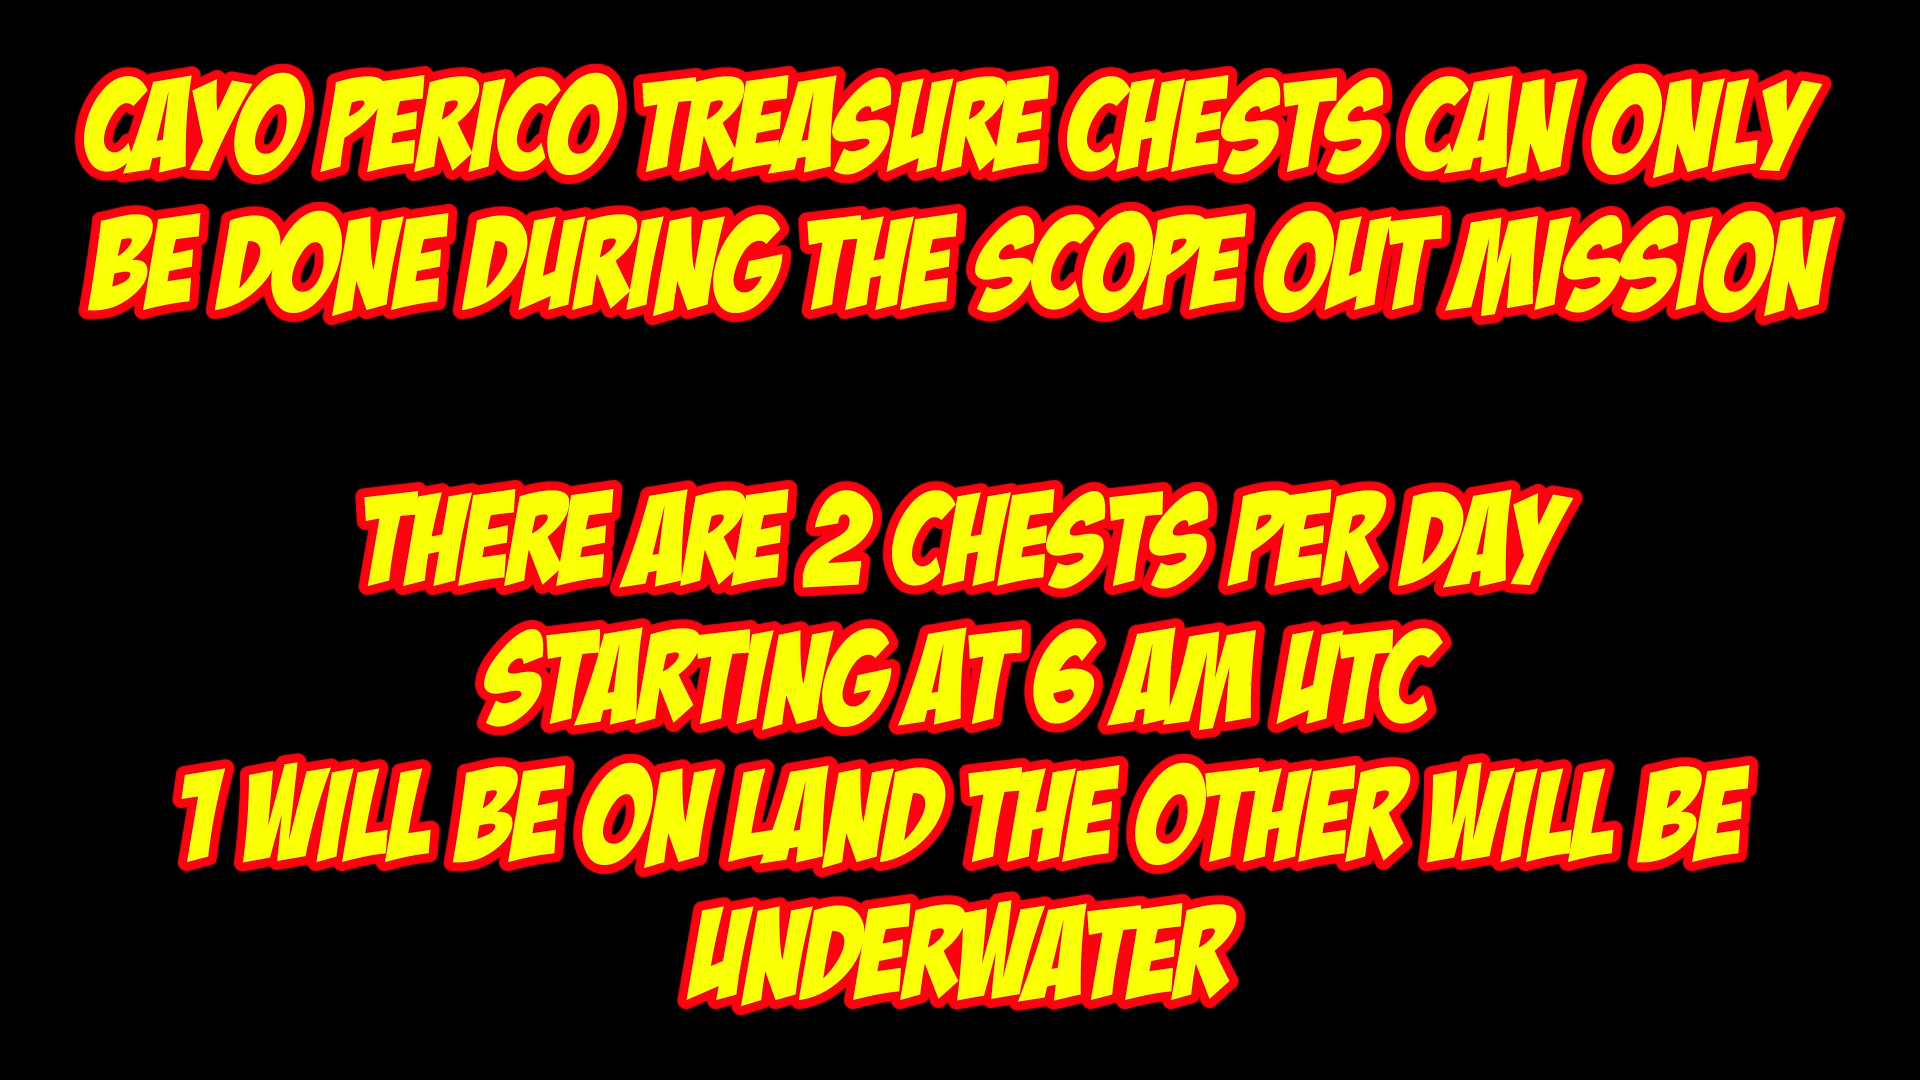 CAYO PERICO TREASURE CHESTS CAN ONLY
BE DONE DURING THE SCOPE OUT MISSION
THERE ARE 2 CHESTS PER DAY
STARTING AT 6 AM UTC
1 WILL BE ON LAND THE OTHER WILL BE
UNDERWATER